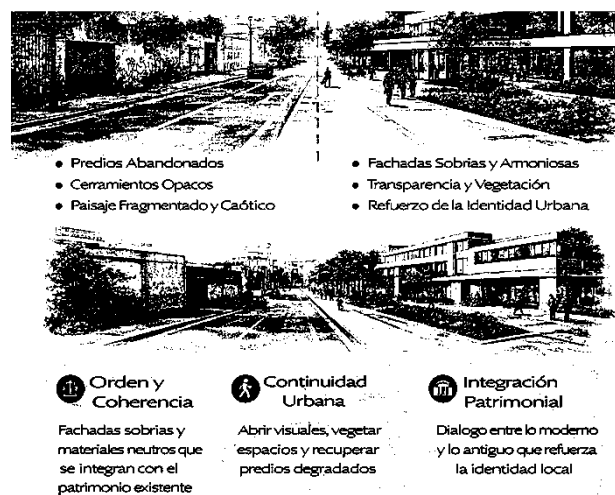 • Predios Abandonados
• Cerramientos Opacos
• Paisaje Fragmentado y Caótico
• Fachadas Sobrias y Armoniosas
• Transparencia y Vegetación
• Refuerzo de la Identidad Urbana
Orden y
Coherencia
Fachadas sobrias y
materiales neutros que
se integran con el
patrimonio existente
Continuidad
Urbana
Abrir visuales, vegetar
espacios y recuperar
predios degradados
Integración
Patrimonial
Dialogo entre lo moderno
y lo antiguo que refuerza
la identidad local